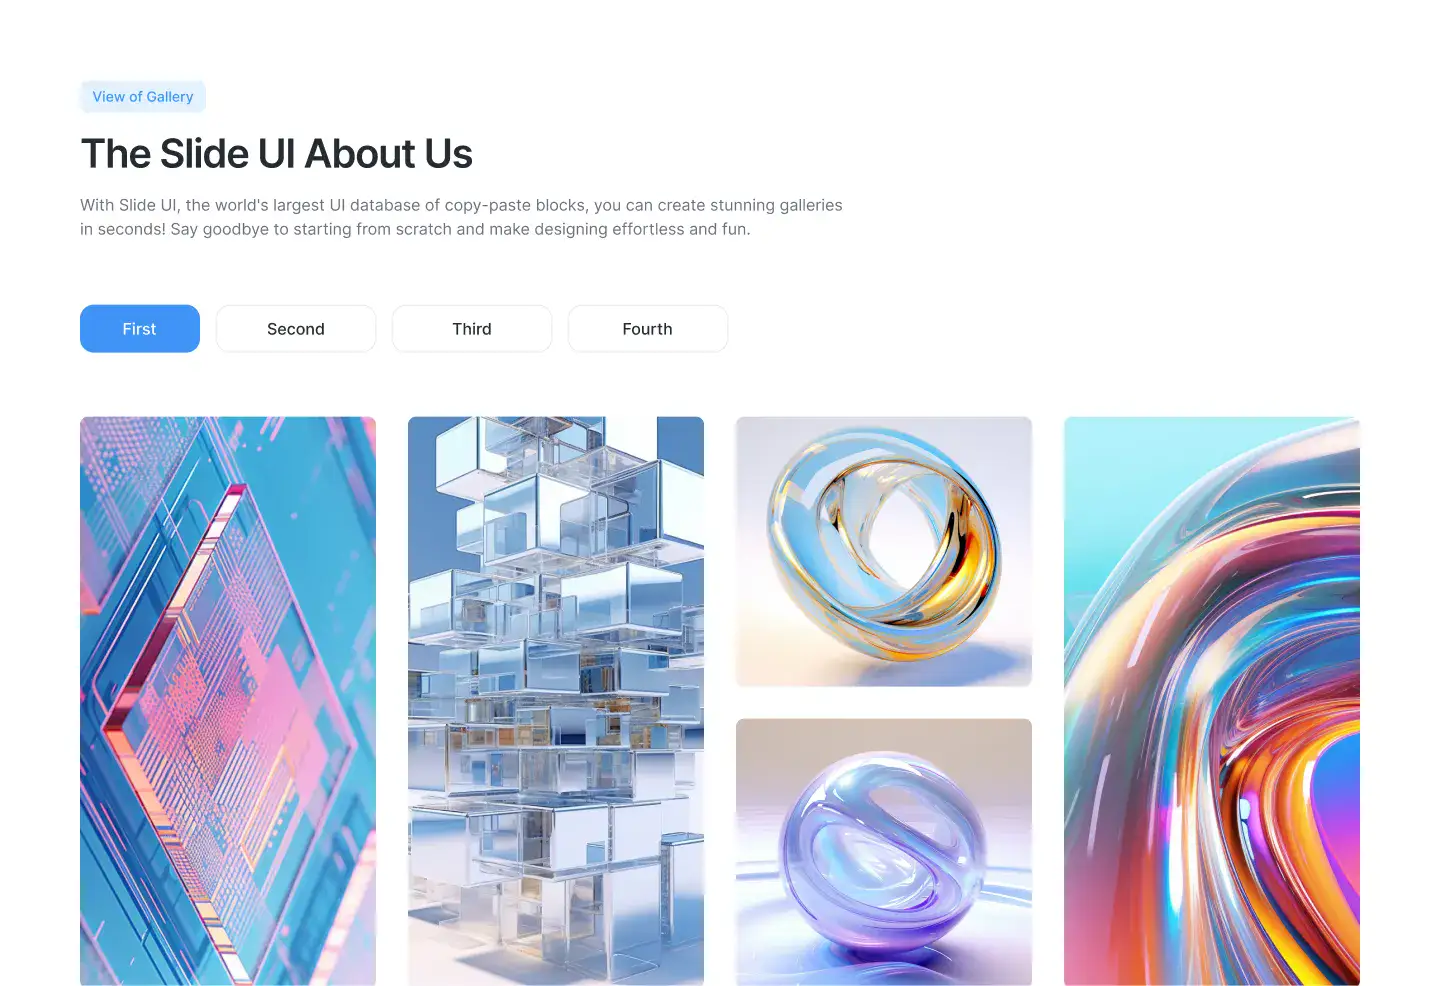 View of Gallery
The Slide UI About Us
With Slide UI, the world's largest UI database of copy-paste blocks, you can create stunning galleries
in seconds! Say goodbye to starting from scratch and make designing effortless and fun.
First
Second
Third
Fourth